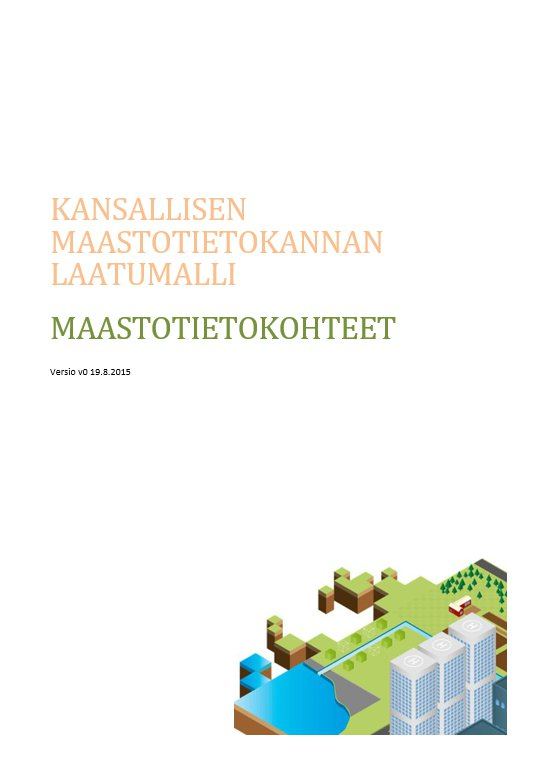 KANSALLISEN
MAASTOTIETOKANNAN
LAATUMALLI
MAASTOTIETOKOHTEET
Versio v0 19.8.2015
H
H
H